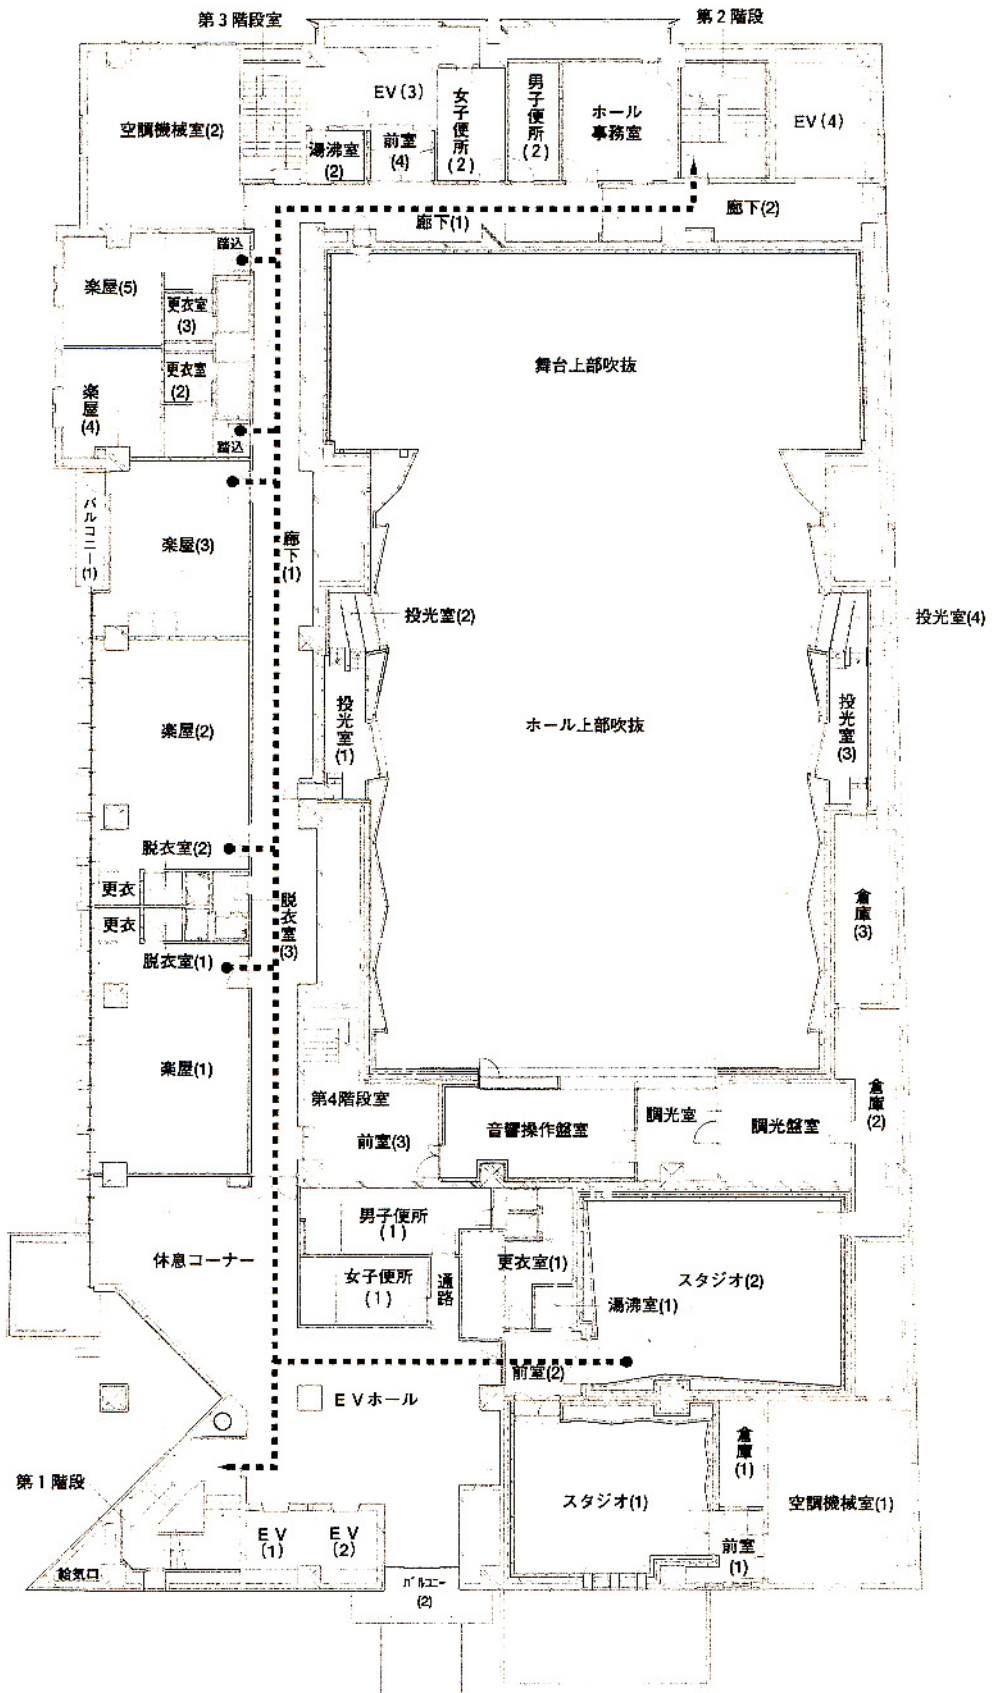 第3階段室
第2階段
空調機械室(2)
EV(3)
湯沸室
(2)
前室
(4)
女子便所
(2)
男子便所
(2)
ホール
事務室
EV(4)
廊下(1)
廊下(2)
踏込
楽屋(5)
更衣室
(3)
更衣室
(2)
楽屋
(4)
踏込
舞台上部吹抜
バルコニー
(1)
楽屋(3)
廊下
(1)
投光室(2)
投光室(4)
楽屋(2)
投光室
(1)
ホール上部吹抜
投光室
(3)
脱衣室(2)
更衣
更衣
脱衣室
(3)
倉庫
(3)
脱衣室(1)
楽屋(1)
第4階段室
前室(3)
音響操作盤室
調光室
調光盤室
倉庫
(2)
男子便所
(1)
休息コーナー
女子便所
(1)
通路
更衣室(1)
湯沸室(1)
スタジオ(2)
前室(2)
EVホール
第1階段
スタジオ(1)
倉庫
(1)
空調機械室(1)
EV
(1)
EV
(2)
前室
(1)
給気口
バルコニー
(2)